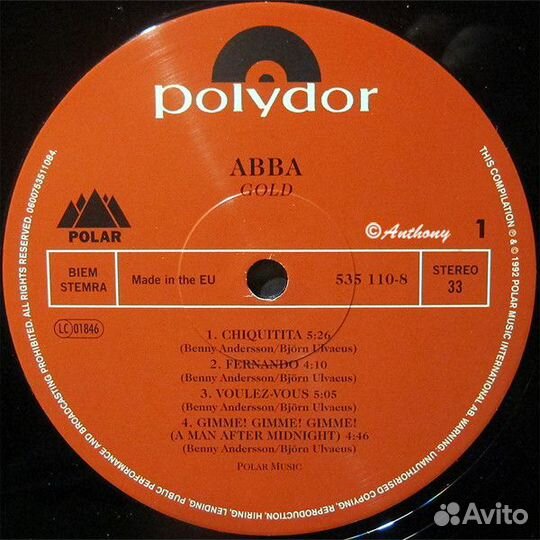 polydor
ABBA
GOLD
POLAR
©Anthony
1
BIEM
STEMRA
Made in the EU
535 110-8
STEREO
33
LC 01846
1. CHIQUITITA 5:26
(Benny Andersson/Björn Ulvaeus)
2. FERNANDO 4:10
(Benny Andersson/Björn Ulvaeus)
3. VOULEZ-VOUS 5:05
(Benny Andersson/Björn Ulvaeus)
4. GIMME! GIMME! GIMME!
(A MAN AFTER MIDNIGHT) 4:46
(Benny Andersson/Björn Ulvaeus)
POLAR MUSIC
THIS COMPILATION ℗ & © 1992 POLAR MUSIC INTERNATIONAL AB. WARNING: UNAUTHORISED COPYING, REPRODUCTION, HIRING, LENDING, PUBLIC PERFORMANCE AND BROADCASTING PROHIBITED. ALL RIGHTS RESERVED. 0600753511084.
Avito